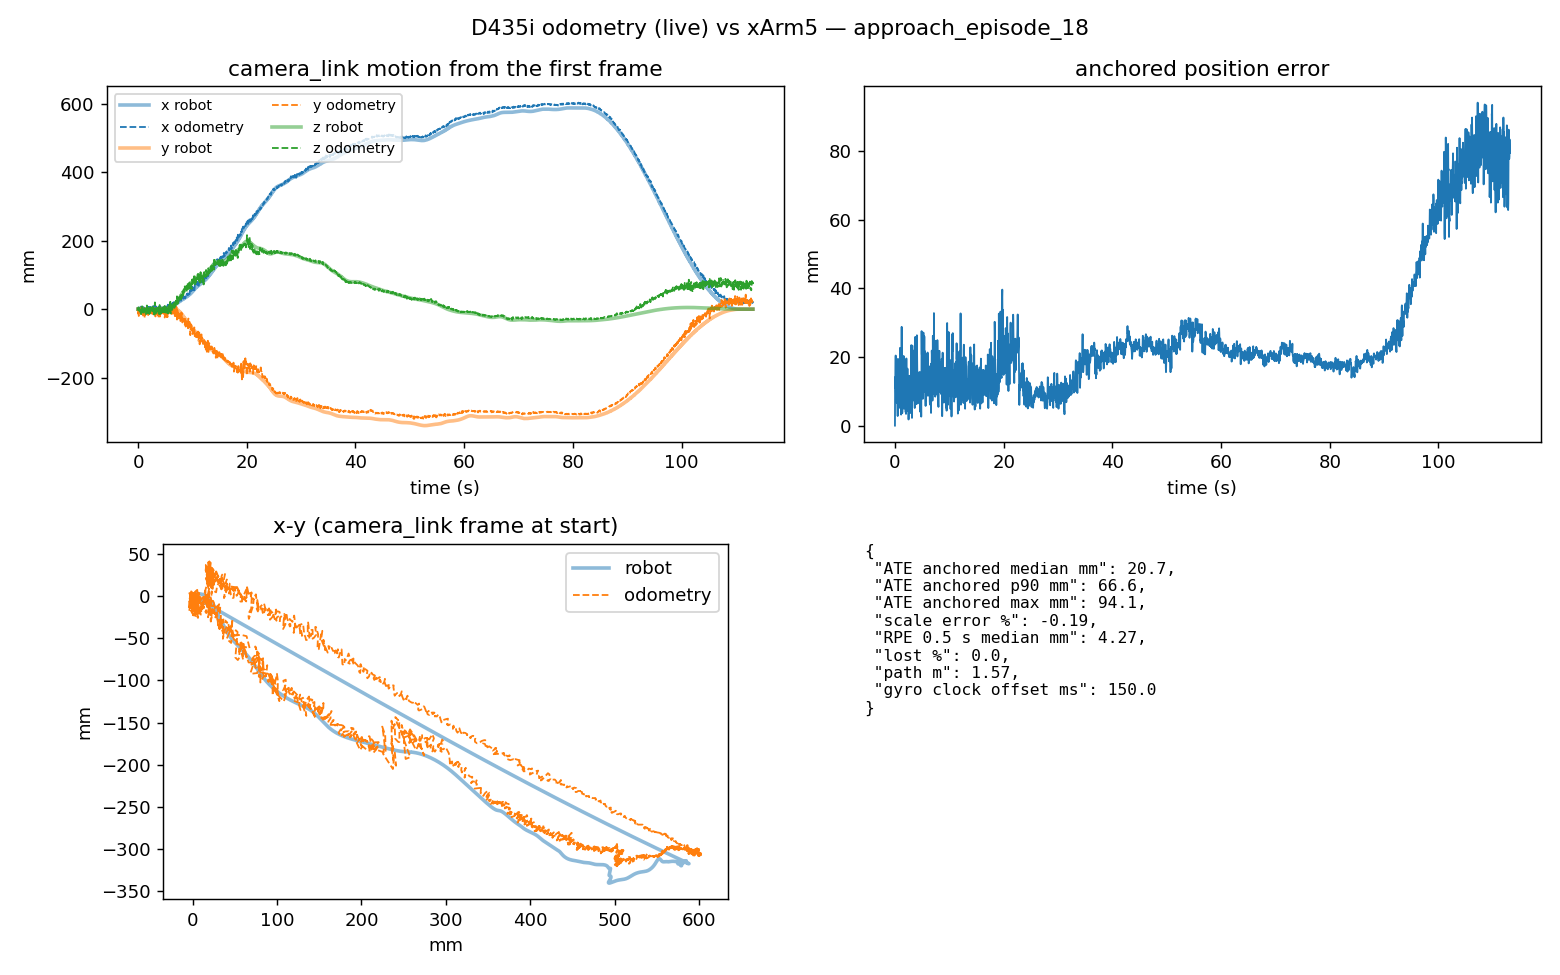 D435i odometry (live) vs xArm5 — approach_episode_18
camera_link motion from the first frame
x robot
x odometry
y robot
y odometry
z robot
z odometry
600
400
200
0
−200
mm
0 20 40 60 80 100
time (s)
anchored position error
80
60
40
20
0
mm
0 20 40 60 80 100
time (s)
x-y (camera_link frame at start)
robot
odometry
50
0
−50
−100
−150
−200
−250
−300
−350
mm
0 100 200 300 400 500 600
mm
{
"ATE anchored median mm": 20.7,
"ATE anchored p90 mm": 66.6,
"ATE anchored max mm": 94.1,
"scale error %": -0.19,
"RPE 0.5 s median mm": 4.27,
"lost %": 0.0,
"path m": 1.57,
"gyro clock offset ms": 150.0
}